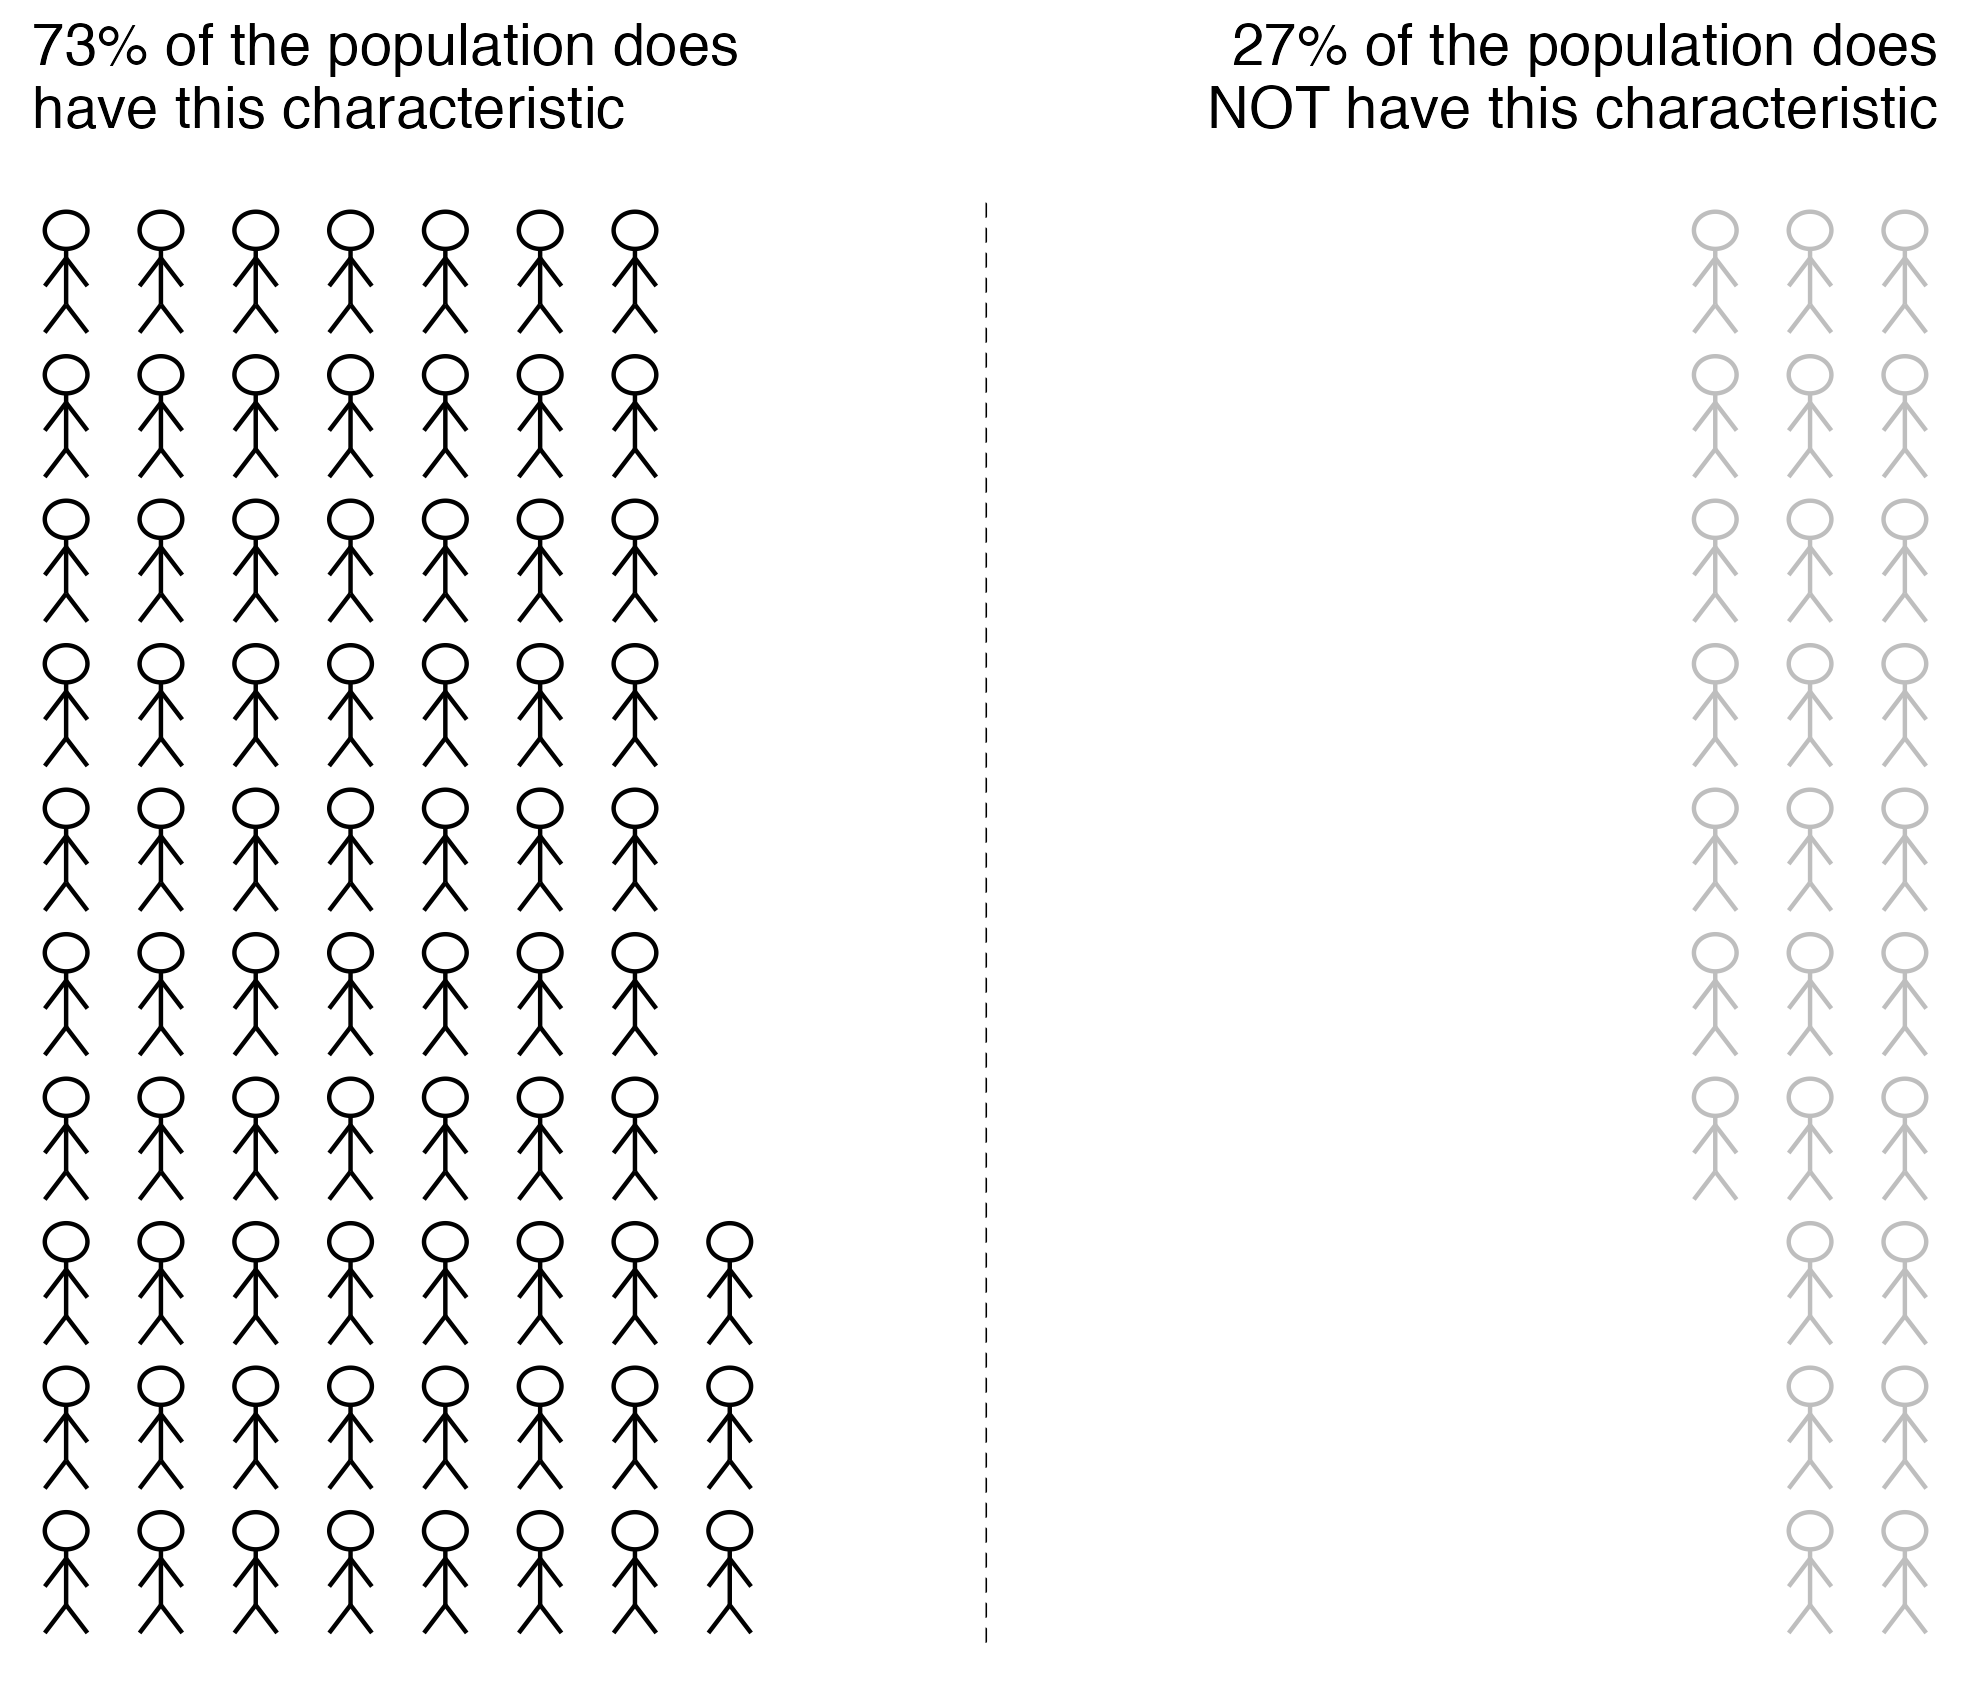 73% of the population does
have this characteristic
27% of the population does
NOT have this characteristic